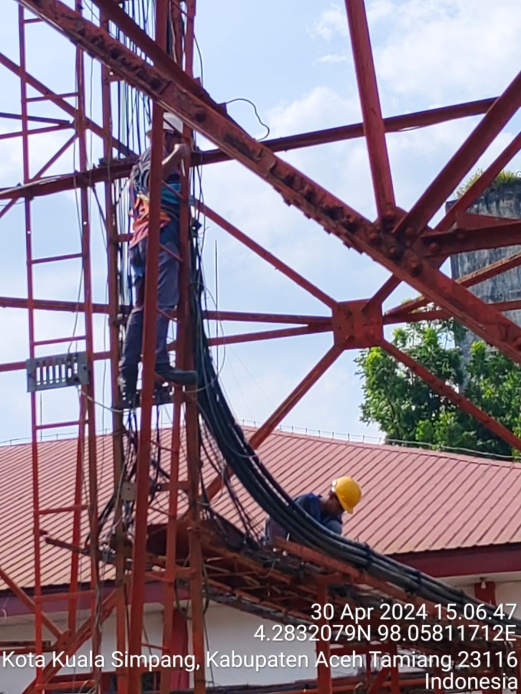 30 Apr 2024 15.06.47
4.2832079N 98.05811712E
Kota Kuala Simpang, Kabupaten Aceh Tamiang 23116
Indonesia